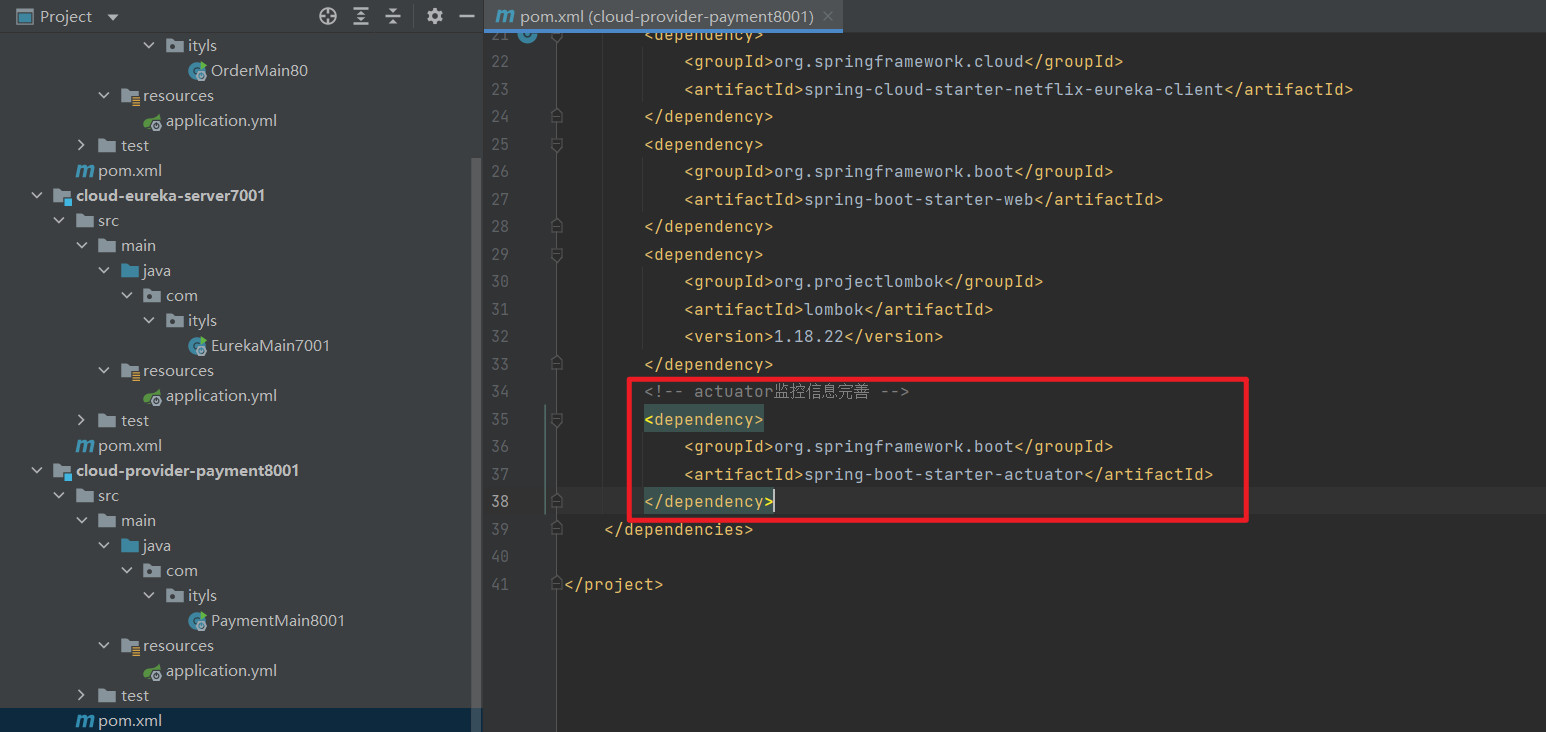 Project
pom.xml (cloud-provider-payment8001)
ityls
OrderMain80
resources
application.yml
test
pom.xml
cloud-eureka-server7001
src
main
java
com
ityls
EurekaMain7001
resources
application.yml
test
pom.xml
cloud-provider-payment8001
src
main
java
com
ityls
PaymentMain8001
resources
application.yml
test
pom.xml
21 <dependency>
22 <groupId>org.springframework.cloud</groupId>
23 <artifactId>spring-cloud-starter-netflix-eureka-client</artifactId>
24 </dependency>
25 <dependency>
26 <groupId>org.springframework.boot</groupId>
27 <artifactId>spring-boot-starter-web</artifactId>
28 </dependency>
29 <dependency>
30 <groupId>org.projectlombok</groupId>
31 <artifactId>lombok</artifactId>
32 <version>1.18.22</version>
33 </dependency>
34 <!-- actuator监控信息完善 -->
35 <dependency>
36 <groupId>org.springframework.boot</groupId>
37 <artifactId>spring-boot-starter-actuator</artifactId>
38 </dependency>
39 </dependencies>
40
41 </project>